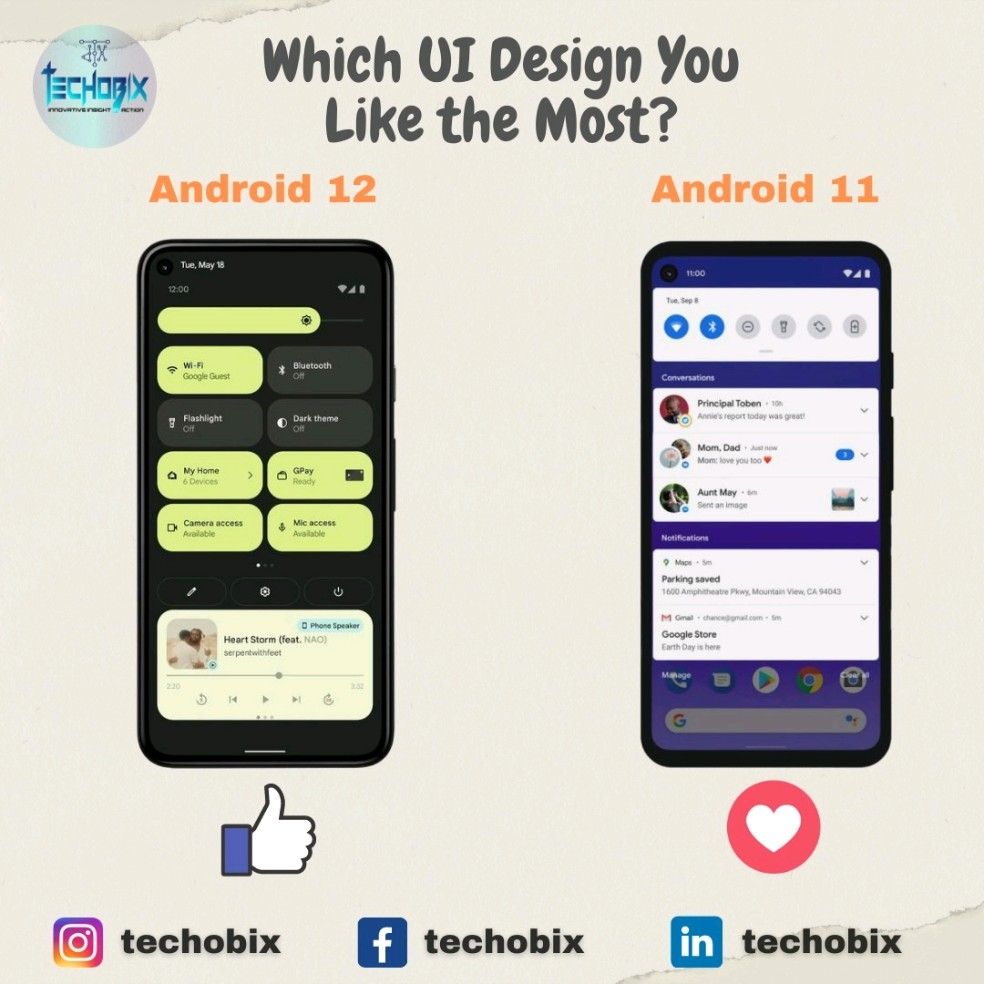 TECHOBIX
INNOVATIVE INSIGHT ACTION
Which UI Design You
Like the Most?
Android 12
Android 11
Tue, May 18
12:00
Wi-Fi
Google Guest
Bluetooth
Off
Flashlight
Off
Dark theme
Off
My Home
6 Devices
GPay
Ready
Camera access
Available
Mic access
Available
Phone Speaker
Heart Storm (feat. NAO)
serpentwithfeet
2:20
3:32
11:00
Tue, Sep 8
Conversations
Principal Toben • 10h
Annie's report today was great!
Mom, Dad • Just now
Mom: love you too ❤
3
Aunt May • 6m
Sent an image
Notifications
Maps • 5m
Parking saved
1600 Amphitheatre Pkwy, Mountain View, CA 94043
Gmail • chance@gmail.com • 5m
Google Store
Earth Day is here
Manage
Clear all
G
techobix
techobix
techobix